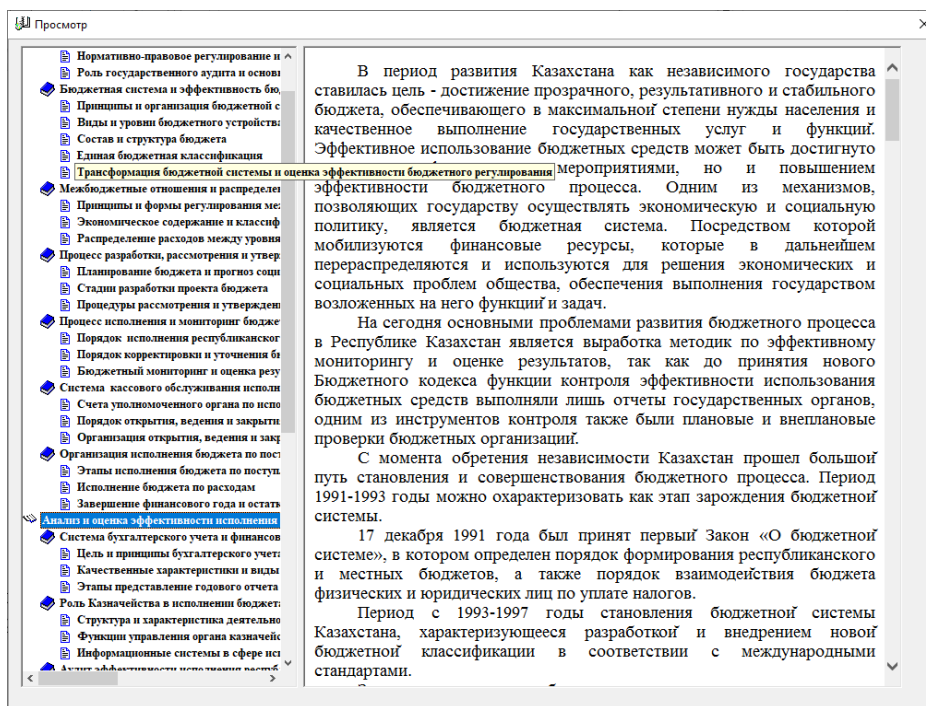 Просмотр
Нормативно-правовое регулирование и
Роль государственного аудита и основ
Бюджетная система и эффективность бю
Принципы и организация бюджетной с
Виды и уровни бюджетного устройства
Состав и структура бюджета
Единая бюджетная классификация
Трансформация бюджетной системы и оценка эффективности бюджетного регулирования
Межбюджетные отношения и распределе
Принципы и формы регулирования ме
Экономическое содержание и классиф
Распределение расходов между уровня
Процесс разработки, рассмотрения и утвер
Планирование бюджета и прогноз соци
Стадии разработки проекта бюджета
Процедуры рассмотрения и утвержден
Процесс исполнения и мониторинг бюдже
Порядок исполнения республиканског
Порядок корректировки и уточнения б
Бюджетный мониторинг и оценка резу
Система кассового обслуживания исполн
Счета уполномоченного органа по испо
Порядок открытия, ведения и закрыти
Организация открытия, ведения и закр
Организация исполнения бюджета по пост
Этапы исполнения бюджета по поступ
Исполнение бюджета по расходам
Завершение финансового года и остатк
Анализ и оценка эффективности исполнения
Система бухгалтерского учета и финансов
Цель и принципы бухгалтерского учета
Качественные характеристики и виды
Этапы представление годового отчета
Роль Казначейства в исполнении бюджет
Структура и характеристика деятельно
Функции управления органа казначейс
Информационные системы в сфере исп
Аудит эффективности исполнения респуб
В период развития Казахстана как независимого государства
ставилась цель - достижение прозрачного, результативного и стабильного
бюджета, обеспечивающего в максимальной степени нужды населения и
качественное выполнение государственных услуг и функций.
Эффективное использование бюджетных средств может быть достигнуто
мероприятиями, но и повышением
эффективности бюджетного процесса. Одним из механизмов,
позволяющих государству осуществлять экономическую и социальную
политику, является бюджетная система. Посредством которой
мобилизуются финансовые ресурсы, которые в дальнейшем
перераспределяются и используются для решения экономических и
социальных проблем общества, обеспечения выполнения государством
возложенных на него функций и задач.
На сегодня основными проблемами развития бюджетного процесса
в Республике Казахстан является выработка методик по эффективному
мониторингу и оценке результатов, так как до принятия нового
Бюджетного кодекса функции контроля эффективности использования
бюджетных средств выполняли лишь отчеты государственных органов,
одним из инструментов контроля также были плановые и внеплановые
проверки бюджетных организаций.
С момента обретения независимости Казахстан прошел большой
путь становления и совершенствования бюджетного процесса. Период
1991-1993 годы можно охарактеризовать как этап зарождения бюджетной
системы.
17 декабря 1991 года был принят первый Закон «О бюджетной
системе», в котором определен порядок формирования республиканского
и местных бюджетов, а также порядок взаимодействия бюджета
физических и юридических лиц по уплате налогов.
Период с 1993-1997 годы становления бюджетной системы
Казахстана, характеризующееся разработкой и внедрением новой
бюджетной классификации в соответствии с международными
стандартами.